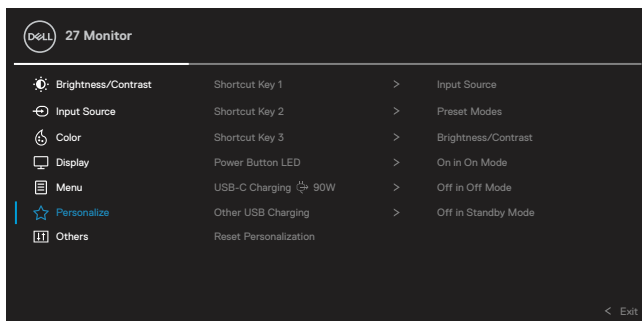 DELL 27 Monitor
Brightness/Contrast Shortcut Key 1 > Input Source
Input Source Shortcut Key 2 > Preset Modes
Color Shortcut Key 3 > Brightness/Contrast
Display Power Button LED > On in On Mode
Menu USB-C Charging 90W > Off in Off Mode
Personalize Other USB Charging > Off in Standby Mode
Others Reset Personalization
< Exit